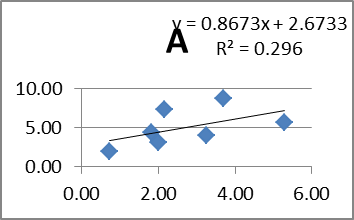 y = 0.8673x + 2.6733
A
R² = 0.296
10.00
5.00
0.00
0.00 2.00 4.00 6.00